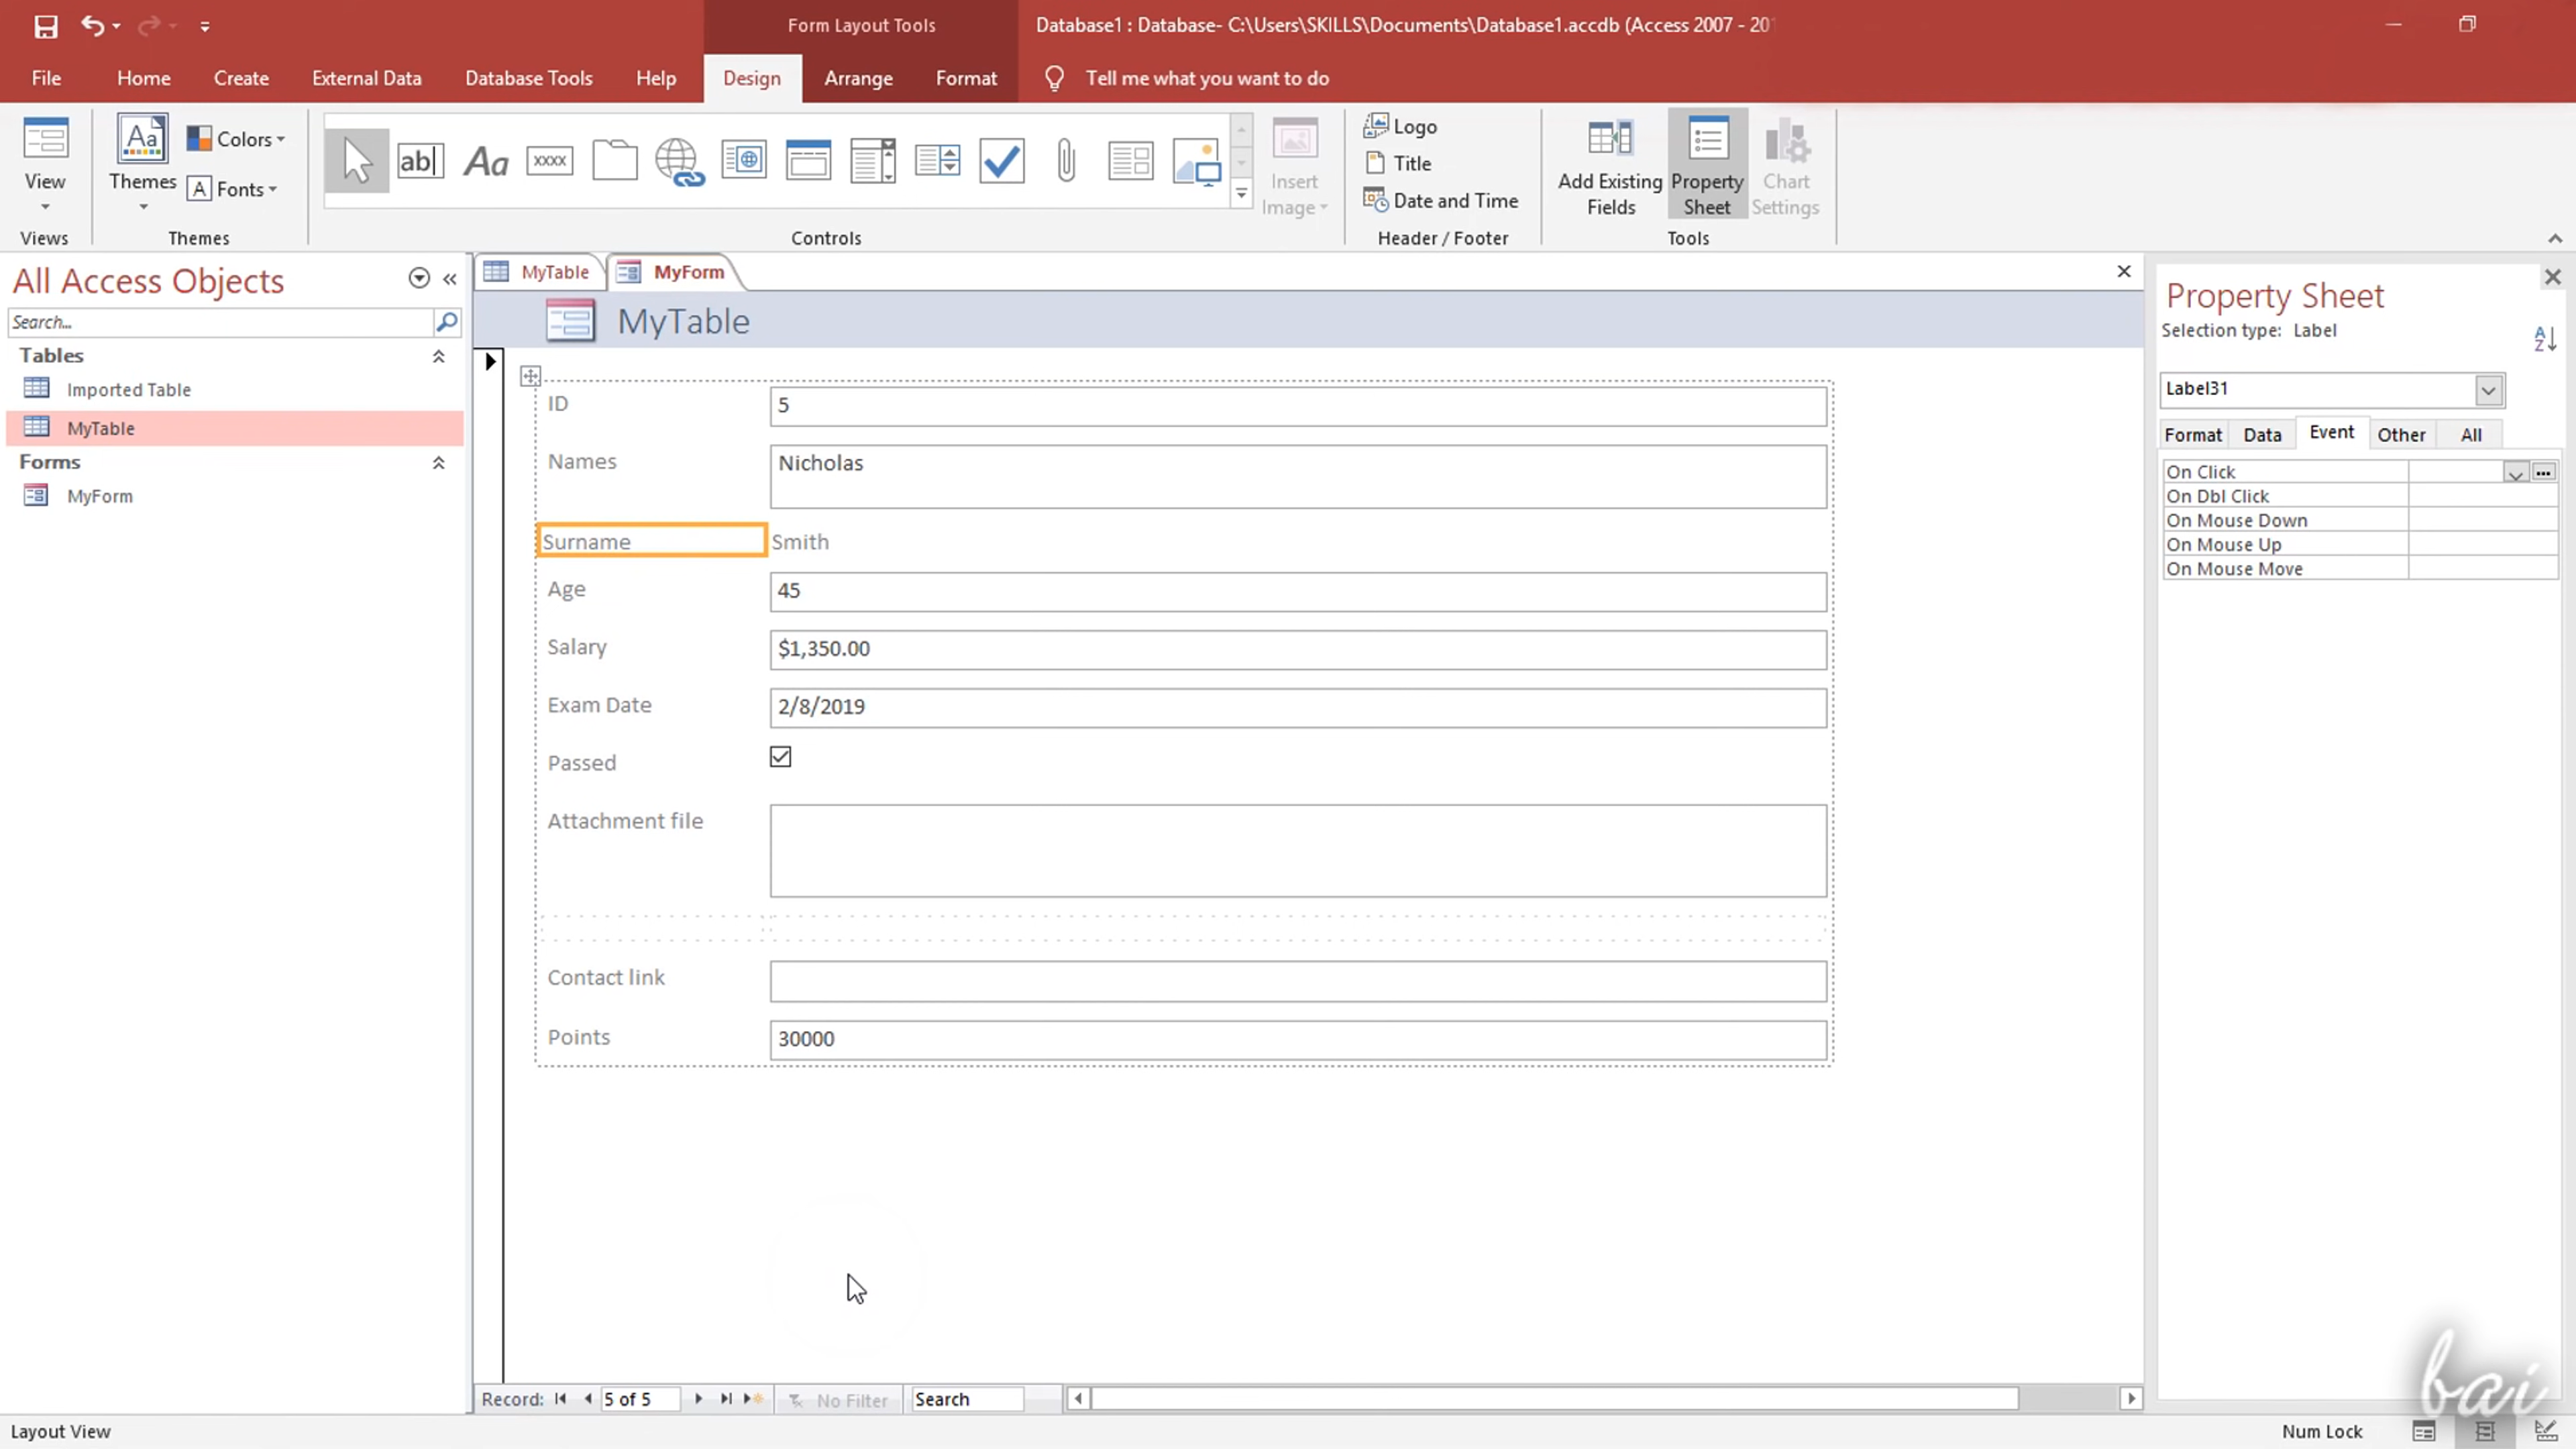 Form Layout Tools
Database1 : Database- C:\Users\SKILLS\Documents\Database1.accdb (Access 2007 - 201
File Home Create External Data Database Tools Help Design Arrange Format Tell me what you want to do
View
Themes
Colors
Fonts
Aa
A
ab|
Aa
xxxx
Insert Image
Logo
Title
Date and Time
Add Existing Fields
Property Sheet
Chart Settings
Views
Themes
Controls
Header / Footer
Tools
All Access Objects
Search...
Tables
Imported Table
MyTable
Forms
MyForm
MyTable
MyForm
MyTable
ID 5
Names Nicholas
Surname Smith
Age 45
Salary $1,350.00
Exam Date 2/8/2019
Passed
Attachment file
Contact link
Points 30000
Property Sheet
Selection type: Label
A
Z
Label31
Format Data Event Other All
On Click ...
On Dbl Click
On Mouse Down
On Mouse Up
On Mouse Move
Record: 5 of 5 No Filter Search
Layout View
Num Lock
bai